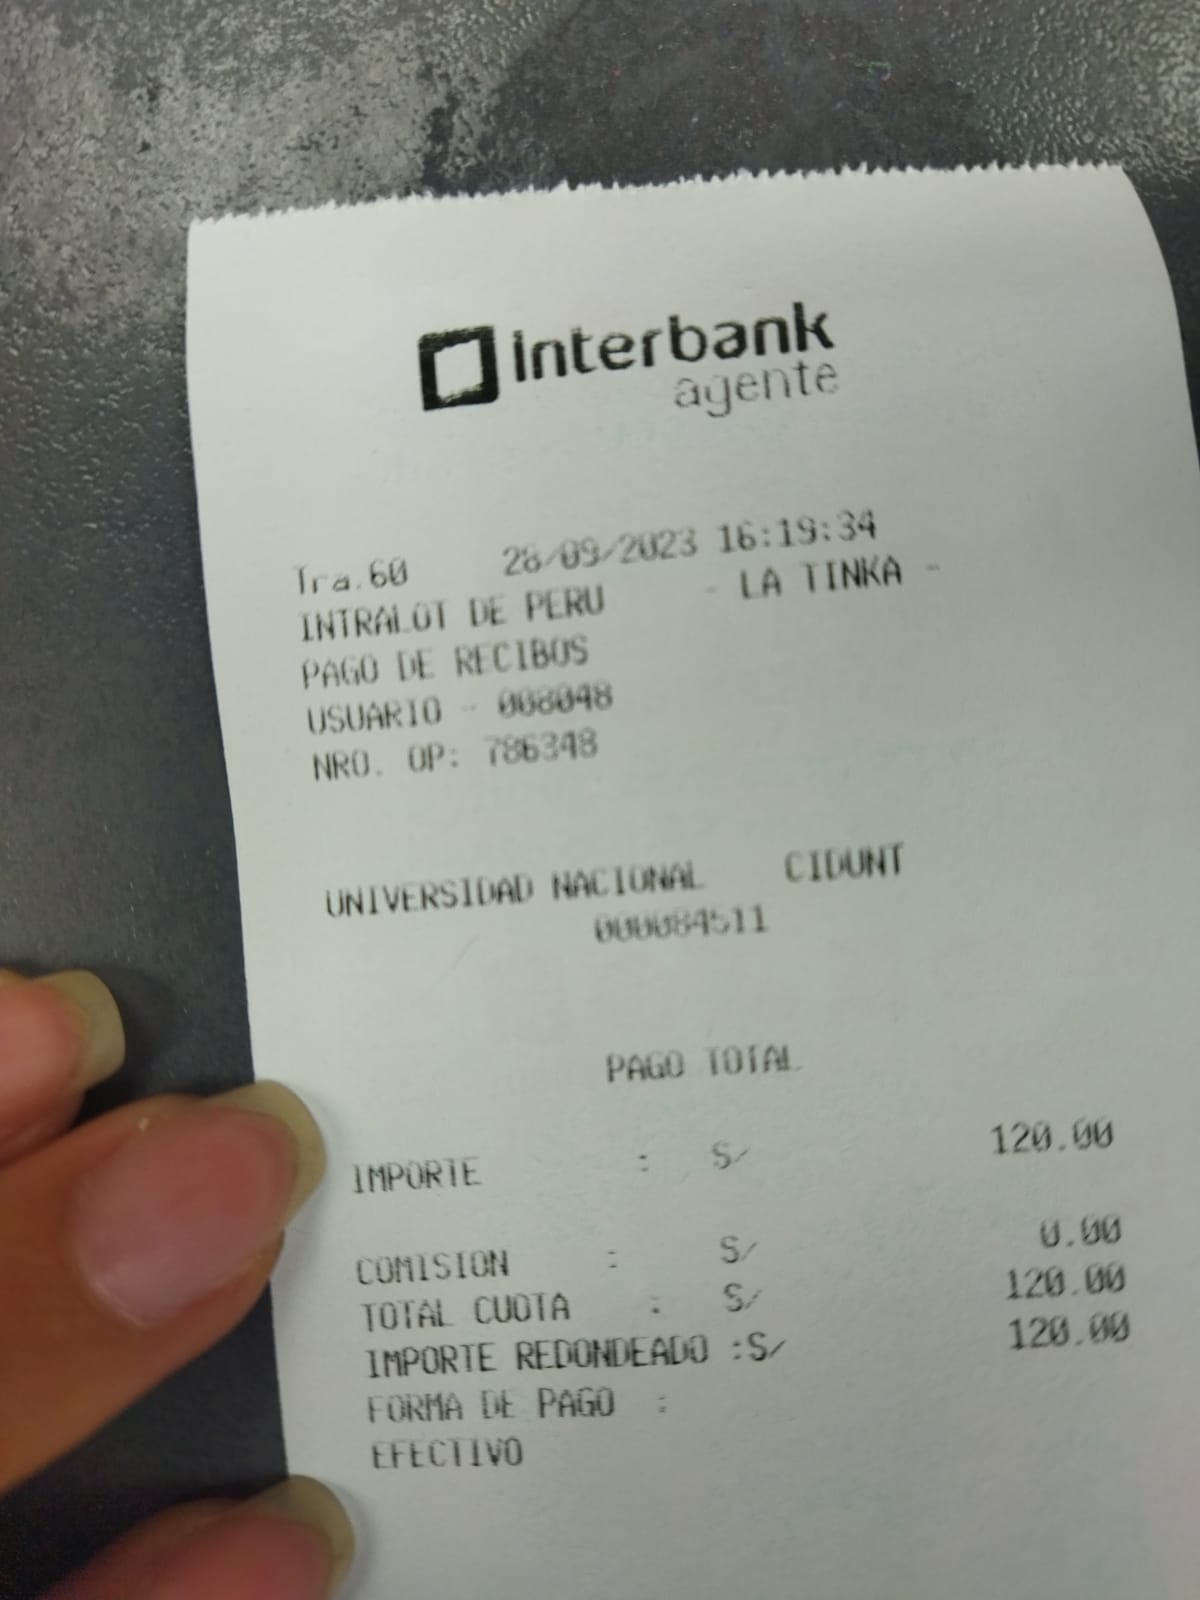 interbank
agente
Tra.60 28/09/2023 16:19:34
INTRALOT DE PERU - LA TINKA -
PAGO DE RECIBOS
USUARIO - 008048
NRO. OP: 786348
UNIVERSIDAD NACIONAL CIDUNT
000084511
PAGO TOTAL
IMPORTE : S/ 120.00
COMISION : S/ 0.00
TOTAL CUOTA : S/ 120.00
IMPORTE REDONDEADO :S/ 120.00
FORMA DE PAGO :
EFECTIVO